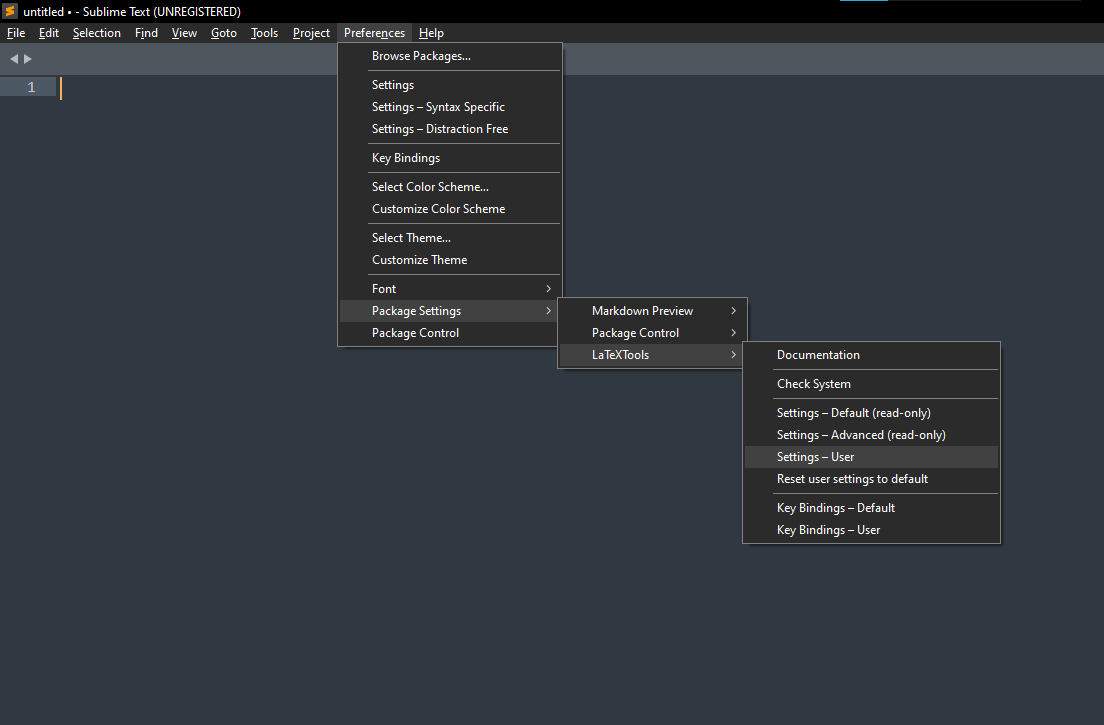 untitled • - Sublime Text (UNREGISTERED)
File Edit Selection Find View Goto Tools Project Preferences Help
1
Browse Packages...
Settings
Settings – Syntax Specific
Settings – Distraction Free
Key Bindings
Select Color Scheme...
Customize Color Scheme
Select Theme...
Customize Theme
Font
Package Settings
Package Control
Markdown Preview
Package Control
LaTeXTools
Documentation
Check System
Settings – Default (read-only)
Settings – Advanced (read-only)
Settings – User
Reset user settings to default
Key Bindings – Default
Key Bindings – User